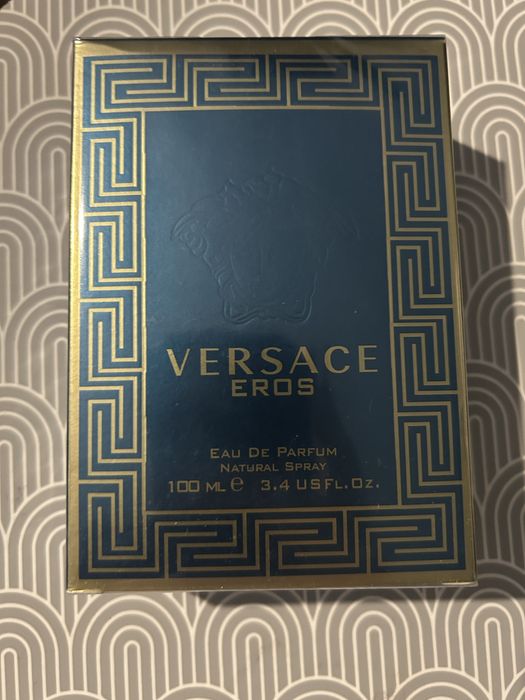 VERSACE
EROS
EAU DE PARFUM
NATURAL SPRAY
100 ML ℮ 3.4 US FL.OZ.